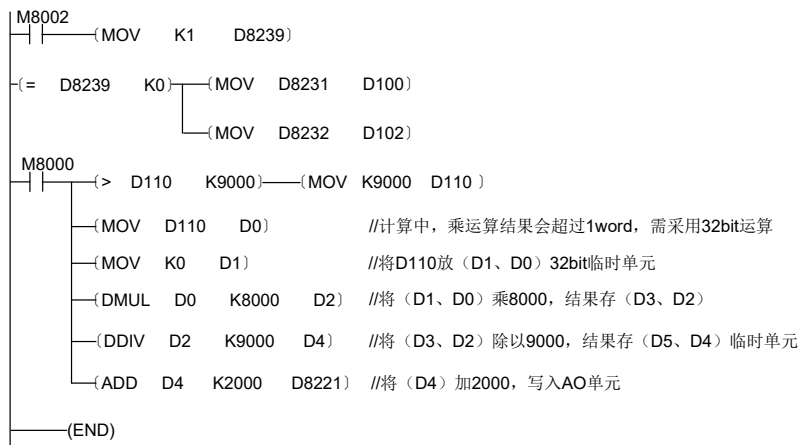 M8002
〔MOV K1 D8239〕
〔= D8239 K0〕 〔MOV D8231 D100〕
〔MOV D8232 D102〕
M8000
〔> D110 K9000〕 〔MOV K9000 D110 〕
〔MOV D110 D0〕 //计算中，乘运算结果会超过1word，需采用32bit运算
〔MOV K0 D1〕 //将D110放（D1、D0）32bit临时单元
〔DMUL D0 K8000 D2〕 //将（D1、D0）乘8000，结果存（D3、D2）
〔DDIV D2 K9000 D4〕 //将（D3、D2）除以9000，结果存（D5、D4）临时单元
〔ADD D4 K2000 D8221〕 //将（D4）加2000，写入AO单元
(END)